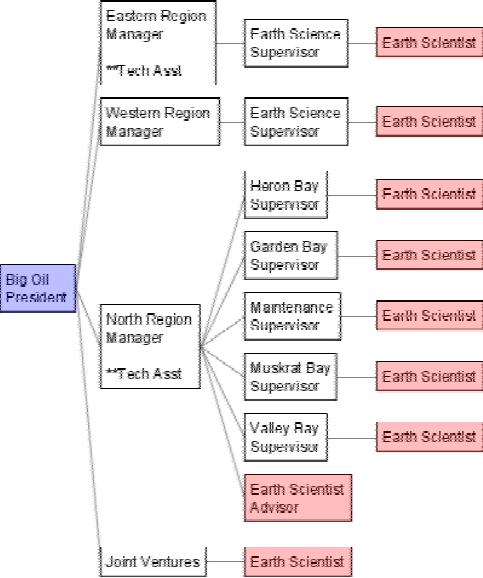 Eastern Region
Manager
**Tech Asst
Earth Science
Supervisor
Earth Scientist
Western Region
Manager
Earth Science
Supervisor
Earth Scientist
Heron Bay
Supervisor
Earth Scientist
Garden Bay
Supervisor
Earth Scientist
Big Oil
President
North Region
Manager
**Tech Asst
Maintenance
Supervisor
Earth Scientist
Muskrat Bay
Supervisor
Earth Scientist
Valley Bay
Supervisor
Earth Scientist
Earth Scientist
Advisor
Joint Ventures
Earth Scientist